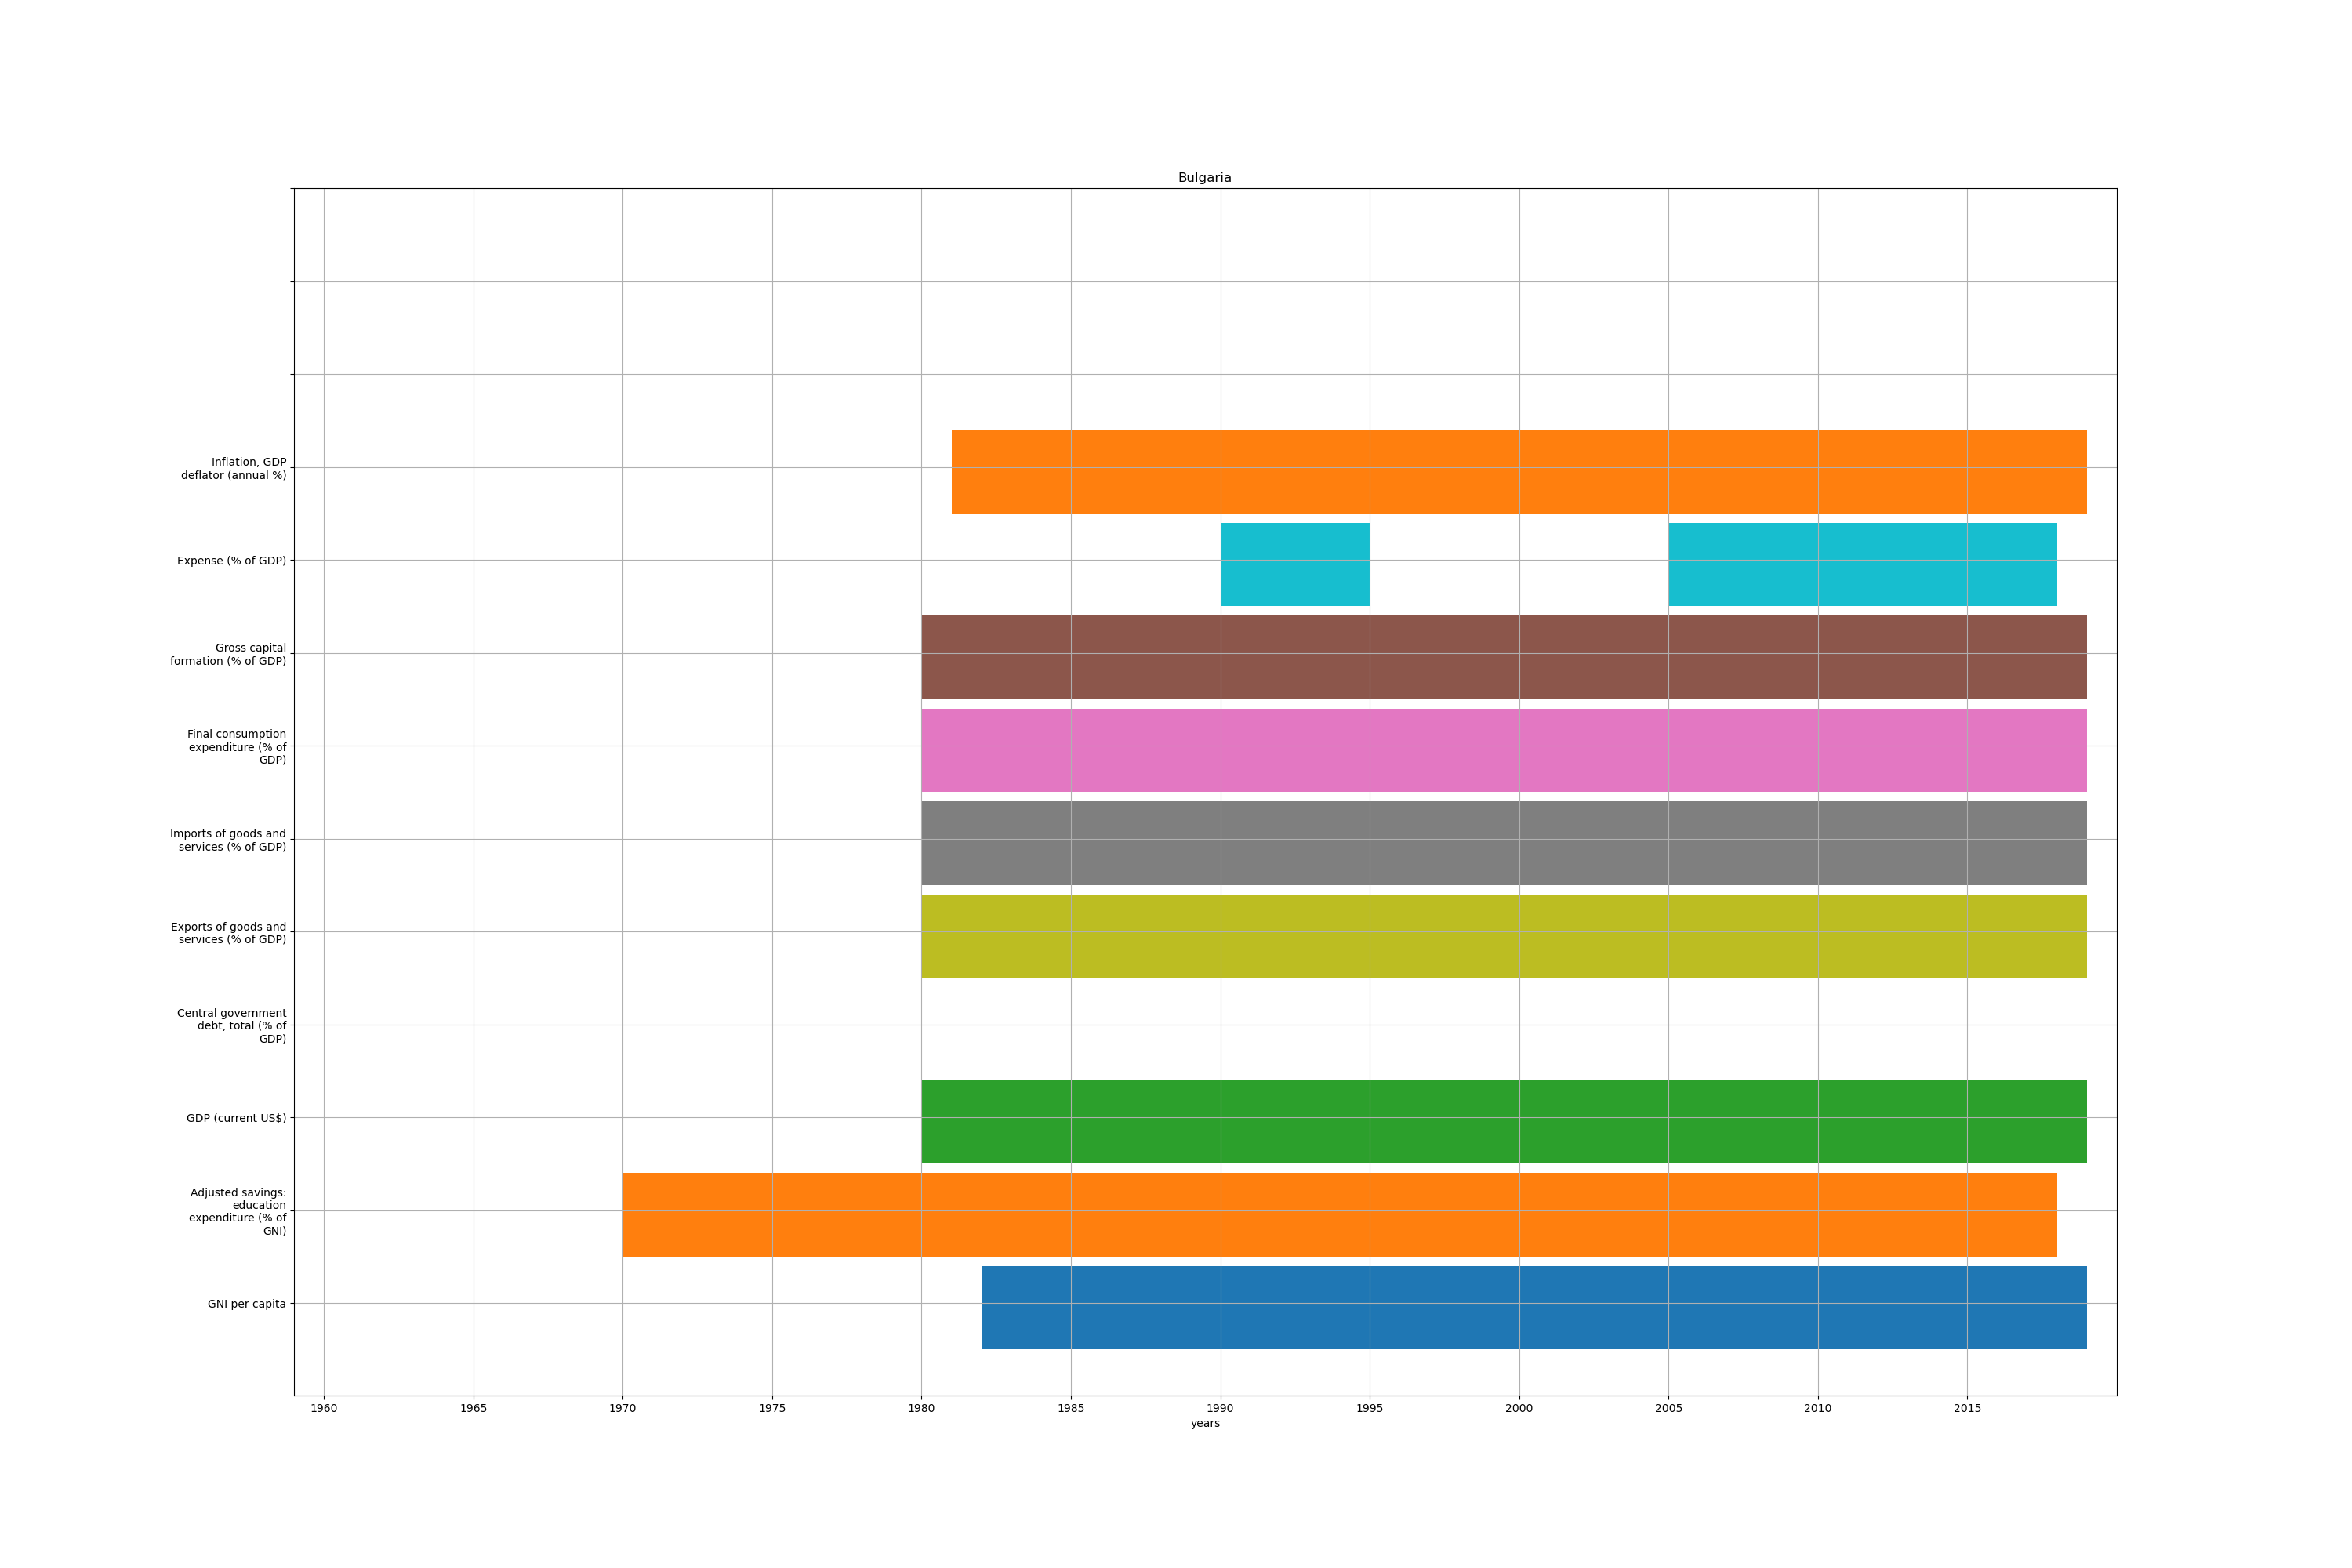 Bulgaria
Inflation, GDP
deflator (annual %)
Expense (% of GDP)
Gross capital
formation (% of GDP)
Final consumption
expenditure (% of
GDP)
Imports of goods and
services (% of GDP)
Exports of goods and
services (% of GDP)
Central government
debt, total (% of
GDP)
GDP (current US$)
Adjusted savings:
education
expenditure (% of
GNI)
GNI per capita
1960 1965 1970 1975 1980 1985 1990 1995 2000 2005 2010 2015
years